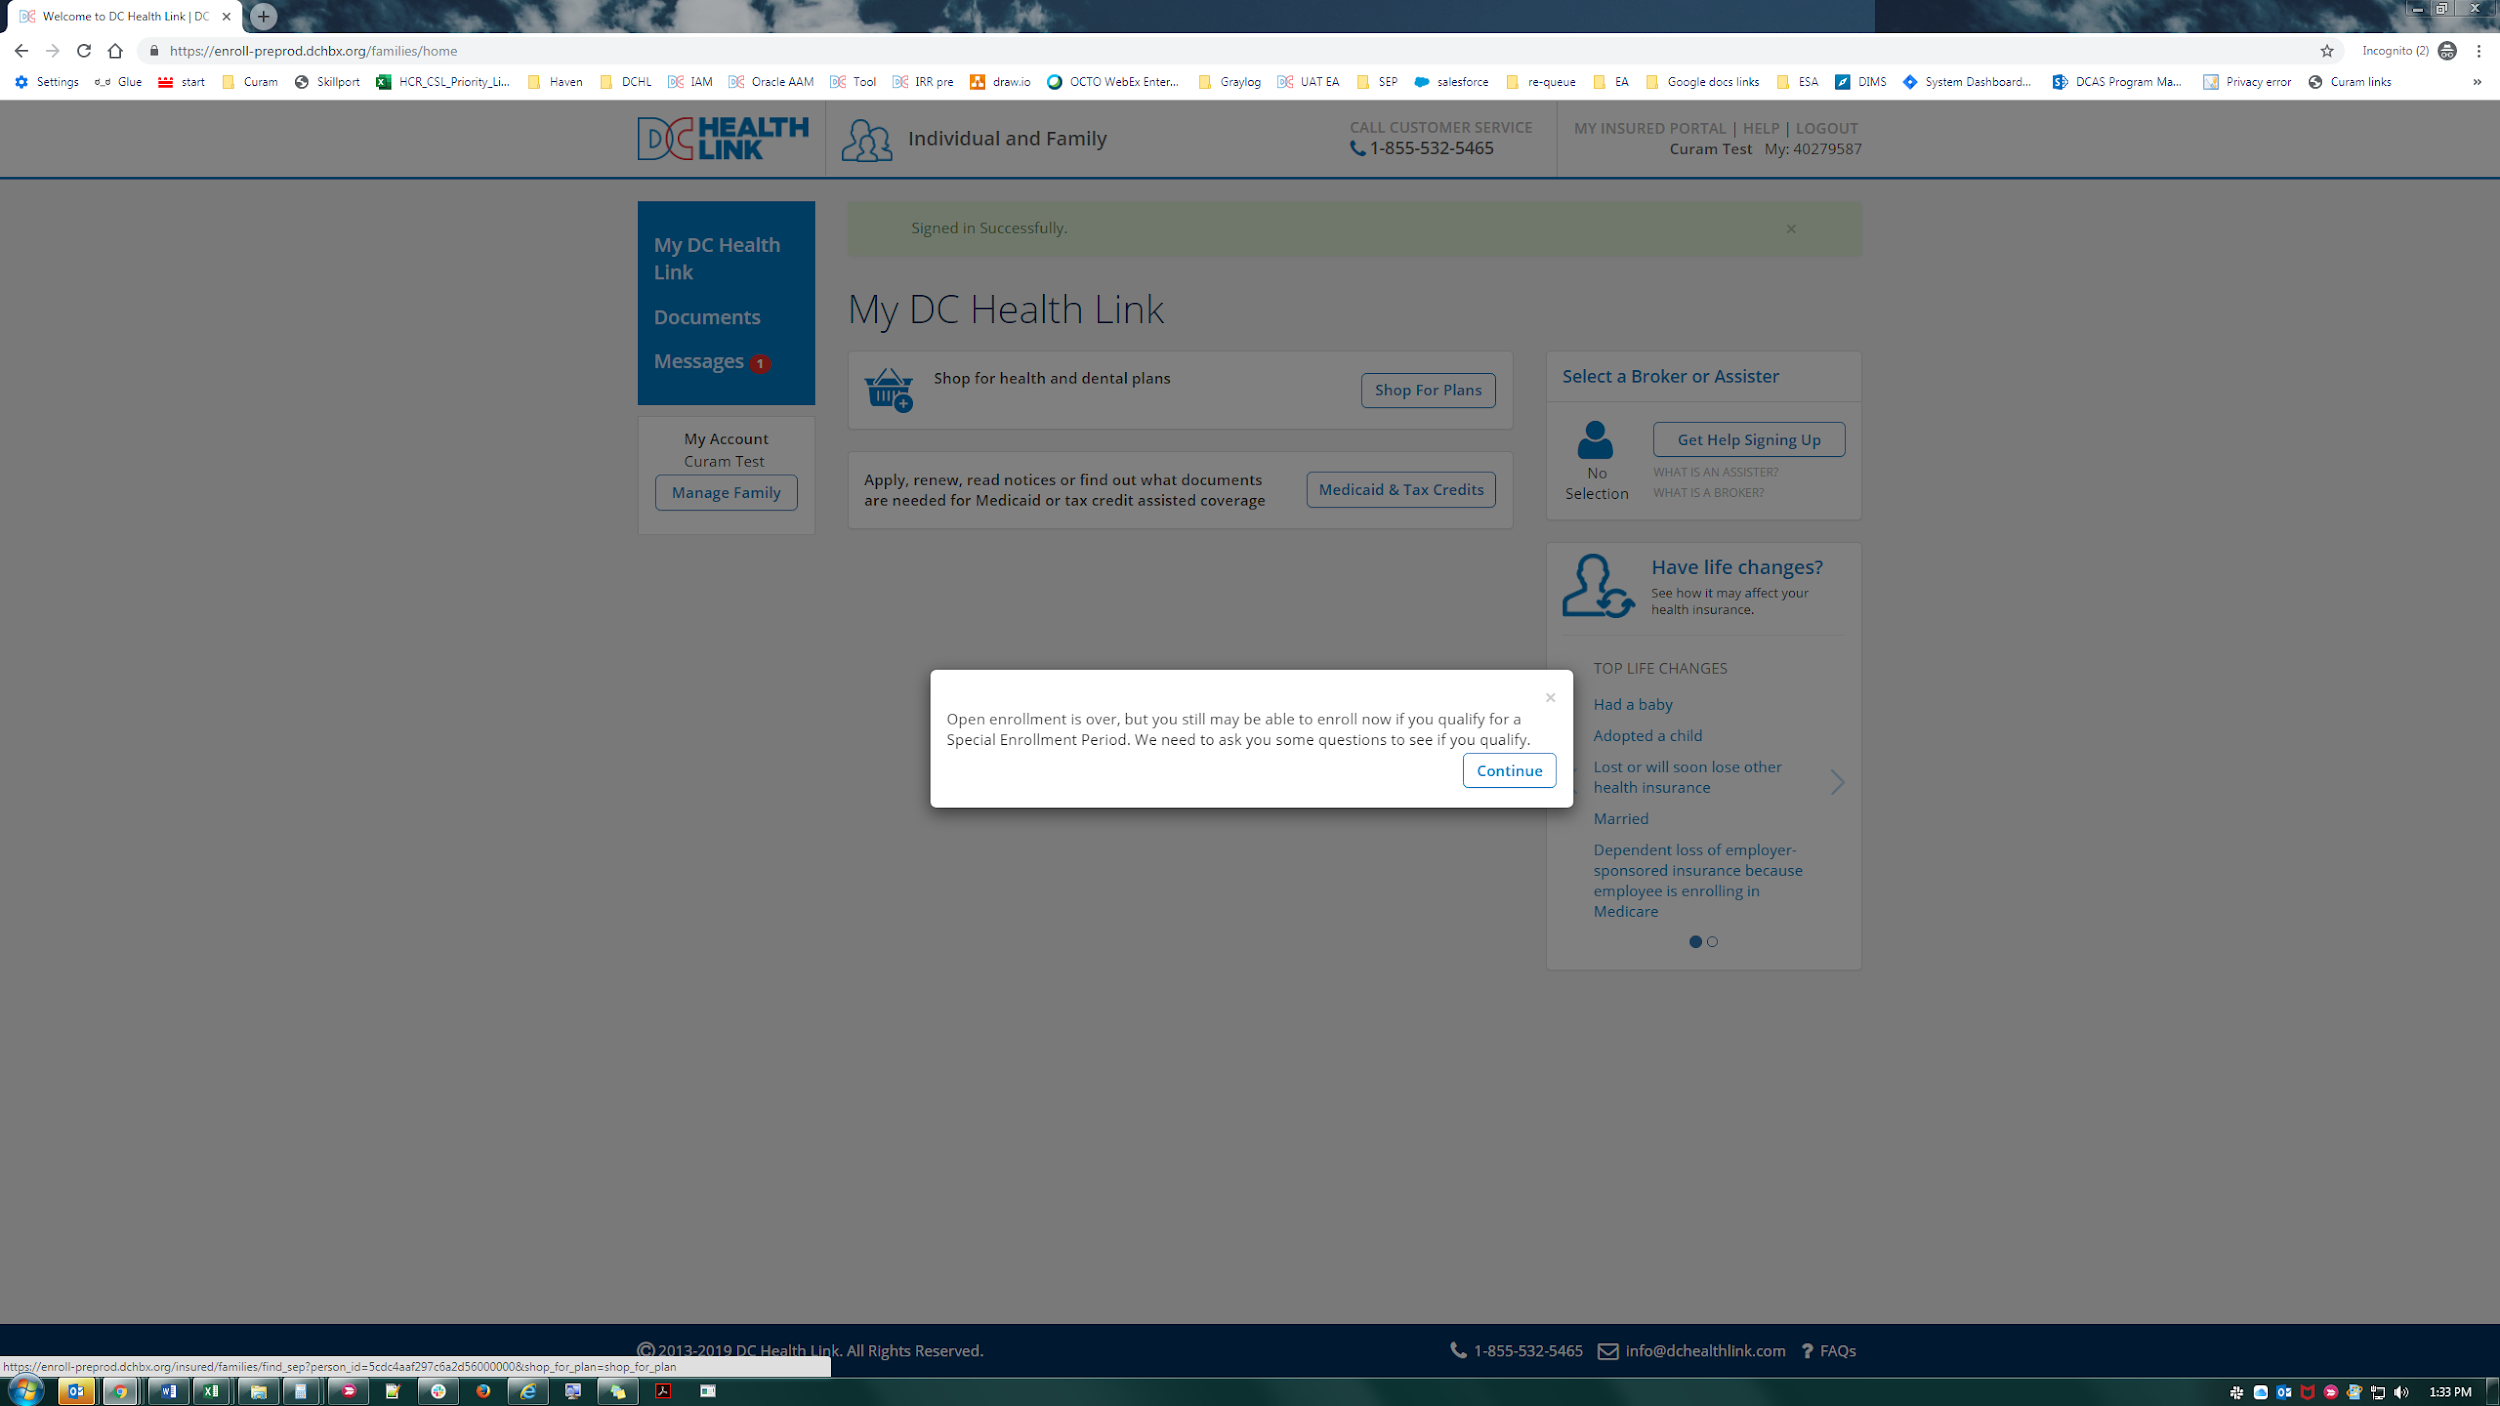 Welcome to DC Health Link | DC
https://enroll-preprod.dchbx.org/families/home
Incognito (2)
Settings
Glue
start
Curam
Skillport
HCR_CSL_Priority_Li...
Haven
DCHL
IAM
Oracle AAM
Tool
IRR pre
draw.io
OCTO WebEx Enter...
Graylog
UAT EA
SEP
salesforce
re-queue
EA
Google docs links
ESA
DIMS
System Dashboard...
DCAS Program Ma...
Privacy error
Curam links
»
DC HEALTH LINK
Individual and Family
CALL CUSTOMER SERVICE
1-855-532-5465
MY INSURED PORTAL | HELP | LOGOUT
Curam Test My: 40279587
My DC Health
Link
Documents
Messages 1
My Account
Curam Test
Manage Family
Signed in Successfully.
×
My DC Health Link
Shop for health and dental plans
Shop For Plans
Apply, renew, read notices or find out what documents
are needed for Medicaid or tax credit assisted coverage
Medicaid & Tax Credits
Select a Broker or Assister
No
Selection
Get Help Signing Up
WHAT IS AN ASSISTER?
WHAT IS A BROKER?
Have life changes?
See how it may affect your
health insurance.
TOP LIFE CHANGES
Had a baby
Adopted a child
Lost or will soon lose other
health insurance
Married
Dependent loss of employer-
sponsored insurance because
employee is enrolling in
Medicare
×
Open enrollment is over, but you still may be able to enroll now if you qualify for a
Special Enrollment Period. We need to ask you some questions to see if you qualify.
Continue
© 2013-2019 DC Health Link. All Rights Reserved.
1-855-532-5465
info@dchealthlink.com
? FAQs
https://enroll-preprod.dchbx.org/insured/families/find_sep?person_id=5cdc4aaf297c6a2d56000000&shop_for_plan=shop_for_plan
1:33 PM